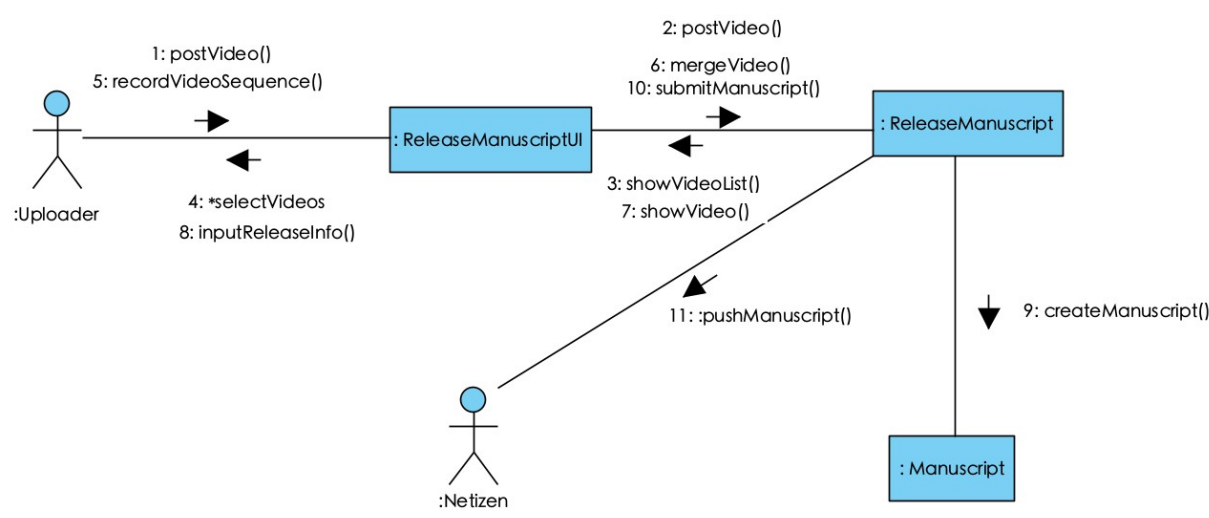 2: postVideo()
1: postVideo()
6: mergeVideo()
5: recordVideoSequence()
10: submitManuscript()
: ReleaseManuscriptUI
: ReleaseManuscript
3: showVideoList()
4: *selectVideos
:Uploader
7: showVideo()
8: inputReleaseInfo()
11: :pushManuscript()
9: createManuscript()
: Manuscript
:Netizen